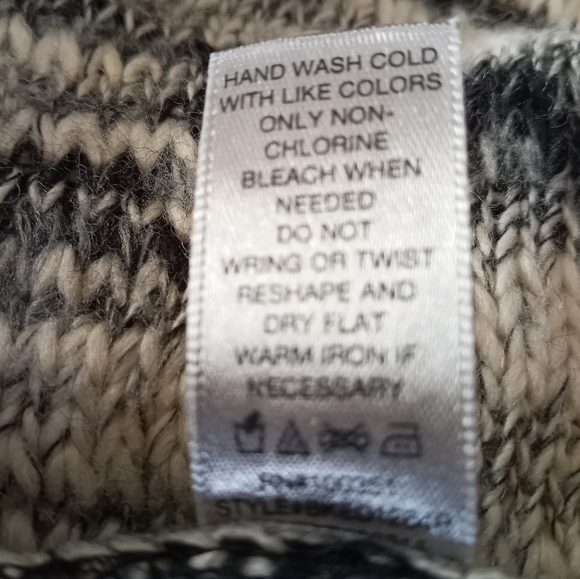 HAND WASH COLD
WITH LIKE COLORS
ONLY NON-
CHLORINE
BLEACH WHEN
NEEDED
DO NOT
WRING OR TWIST
RESHAPE AND
DRY FLAT
WARM IRON IF
NECESSARY